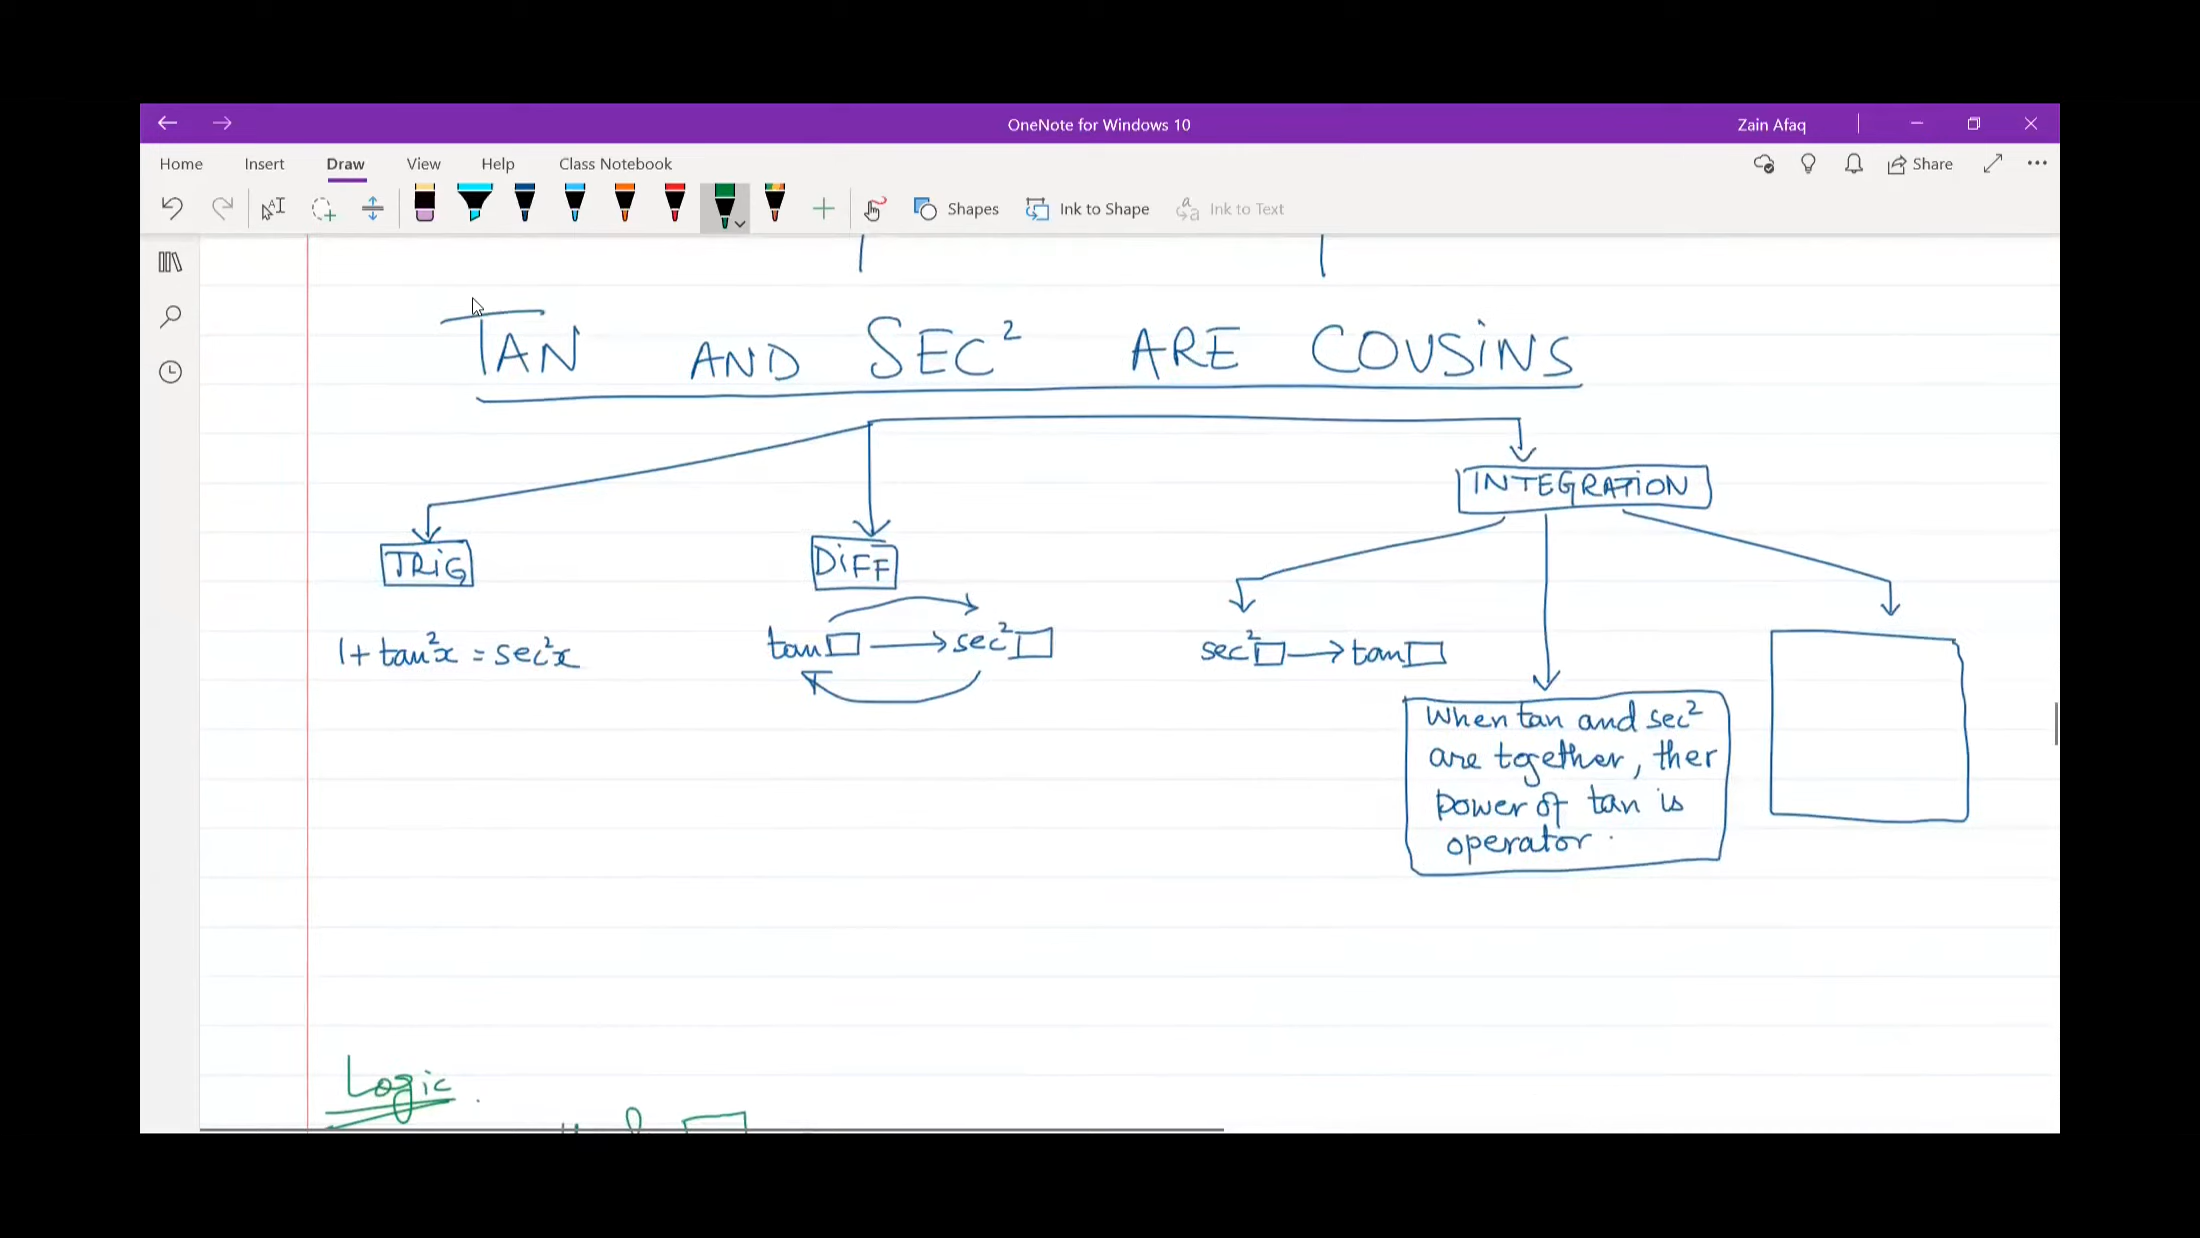 OneNote for Windows 10
Zain Afaq
Home Insert Draw View Help Class Notebook
Share
Shapes Ink to Shape Ink to Text
TAN AND SEC² ARE COUSINS
INTEGRATION
TRIG
DIFF
1 + tan²x = sec²x
tan□ → sec²□
sec²□ → tan□
When tan and sec²
are together, ther
power of tan is
operator.
Logic